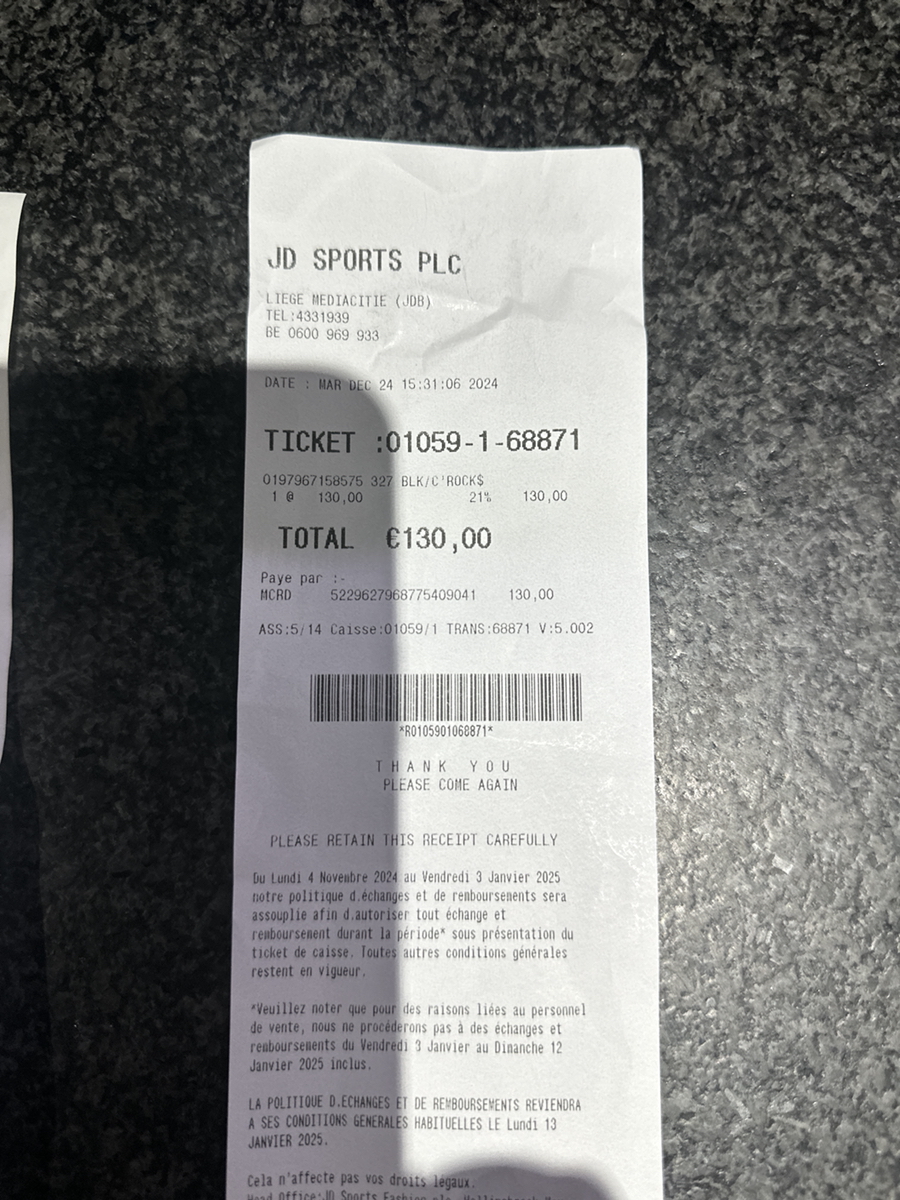 JD SPORTS PLC
LIEGE MEDIACITIE (JDB)
TEL:4331939
BE 0600 969 933
DATE : MAR DEC 24 15:31:06 2024
TICKET :01059-1-68871
0197967158575 327 BLK/C'ROCK$
1 @ 130,00 21% 130,00
TOTAL €130,00
Paye par :-
MCRD 5229627968775409041 130,00
ASS:5/14 Caisse:01059/1 TRANS:68871 V:5.002
*R0105901068871*
THANK YOU
PLEASE COME AGAIN
PLEASE RETAIN THIS RECEIPT CAREFULLY
Du Lundi 4 Novembre 2024 au Vendredi 3 Janvier 2025
notre politique d.échanges et de remboursements sera
assouplie afin d.autoriser tout échange et
remboursement durant la période* sous présentation du
ticket de caisse. Toutes autres conditions générales
restent en vigueur.
*Veuillez noter que pour des raisons liées au personnel
de vente, nous ne procéderons pas à des échanges et
remboursements du Vendredi 3 Janvier au Dimanche 12
Janvier 2025 inclus.
LA POLITIQUE D.ECHANGES ET DE REMBOURSEMENTS REVIENDRA
A SES CONDITIONS GENERALES HABITUELLES LE Lundi 13
JANVIER 2025.
Cela n'affecte pas vos droits légaux.
Head Office:JD Sports Fashion plc,